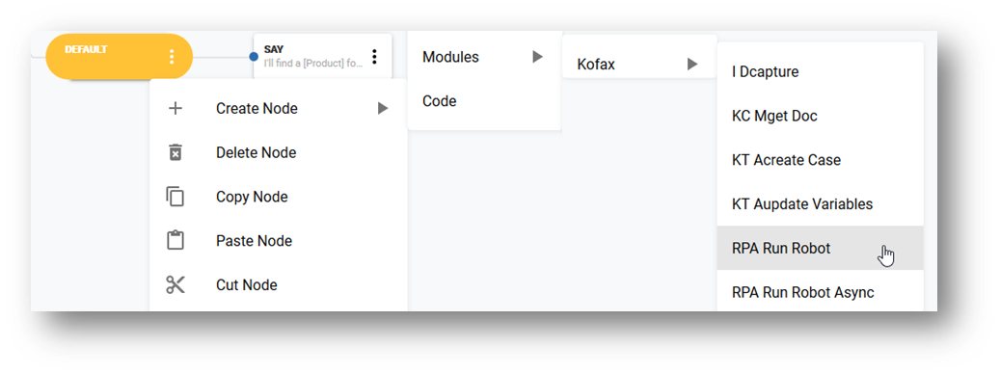 DEFAULT
SAY
I'll find a [Product] fo...
Create Node
Delete Node
Copy Node
Paste Node
Cut Node
Modules
Code
Kofax
I Dcapture
KC Mget Doc
KT Acreate Case
KT Aupdate Variables
RPA Run Robot
RPA Run Robot Async